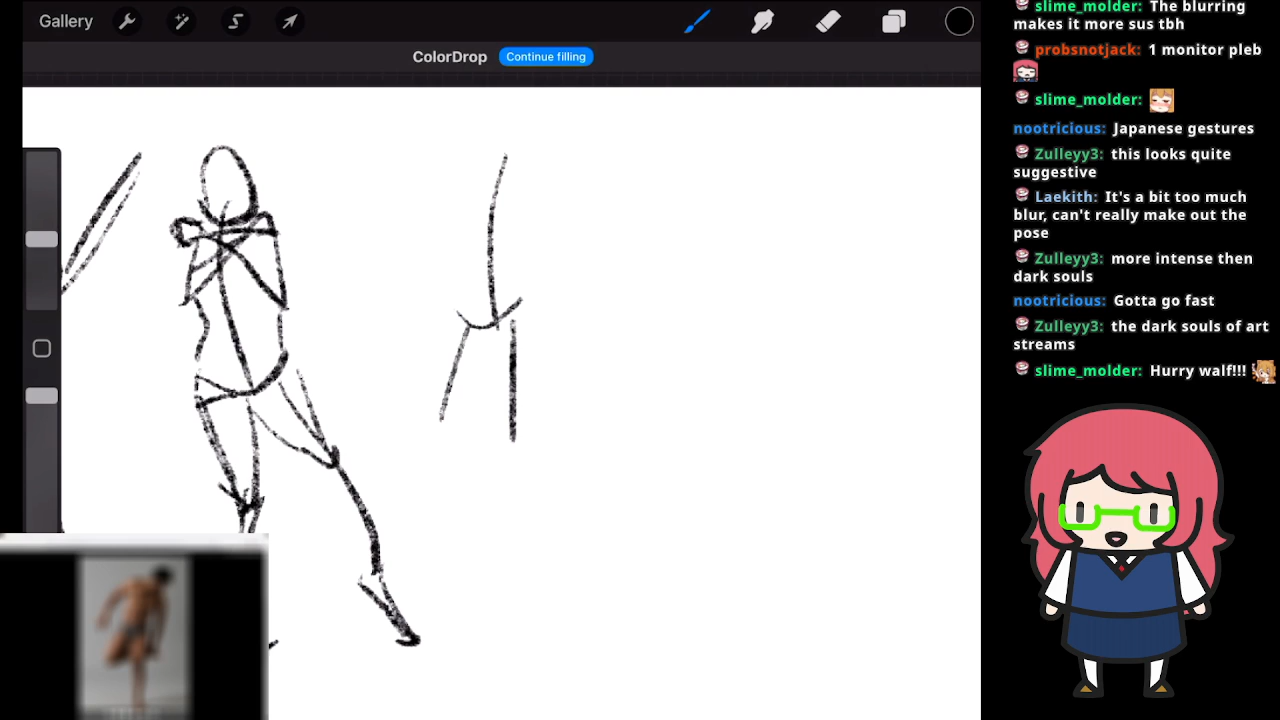 Gallery
ColorDrop Continue filling
slime_molder: The blurring
makes it more sus tbh
probsnotjack: 1 monitor pleb
slime_molder:
nootricious: Japanese gestures
Zulleyy3: this looks quite
suggestive
Laekith: It's a bit too much
blur, can't really make out the
pose
Zulleyy3: more intense then
dark souls
nootricious: Gotta go fast
Zulleyy3: the dark souls of art
streams
slime_molder: Hurry walf!!!